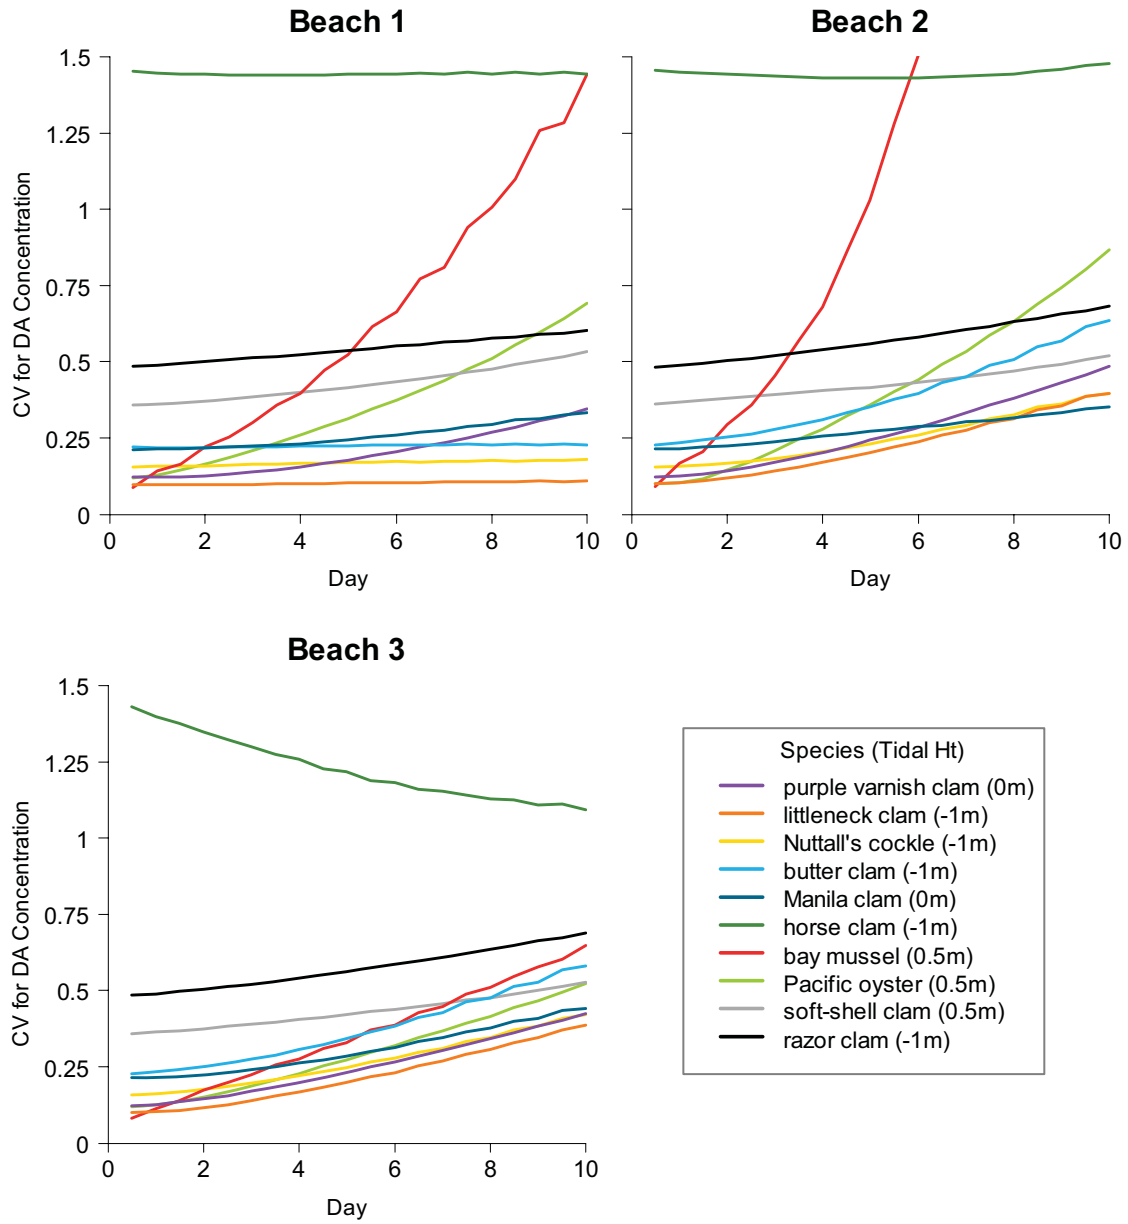 Beach 1
1.5
1.25
1
0.75
0.5
0.25
0
CV for DA Concentration
0
2
4
6
8
10
Day
Beach 2
0
2
4
6
8
10
Day
Beach 3
1.5
1.25
1
0.75
0.5
0.25
0
CV for DA Concentration
0
2
4
6
8
10
Day
Species (Tidal Ht)
purple varnish clam (0m)
littleneck clam (-1m)
Nuttall's cockle (-1m)
butter clam (-1m)
Manila clam (0m)
horse clam (-1m)
bay mussel (0.5m)
Pacific oyster (0.5m)
soft-shell clam (0.5m)
razor clam (-1m)